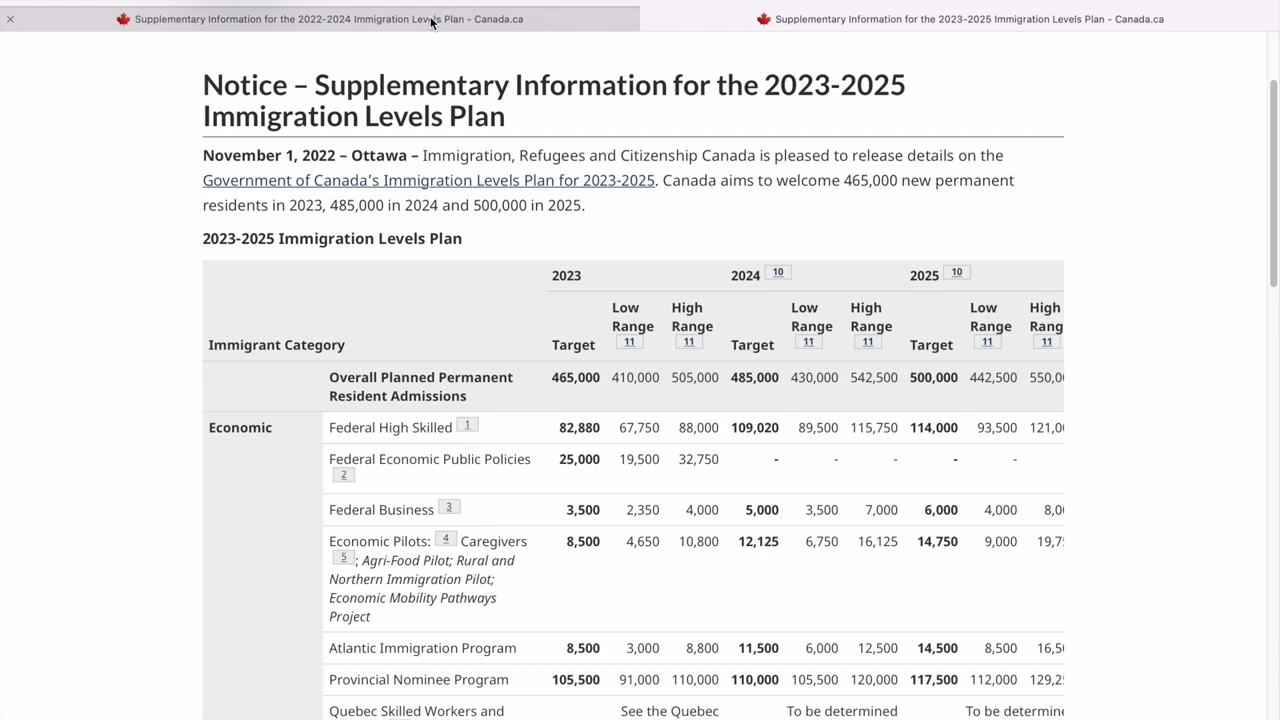 Supplementary Information for the 2022-2024 Immigration Levels Plan - Canada.ca
Supplementary Information for the 2023-2025 Immigration Levels Plan - Canada.ca
Notice – Supplementary Information for the 2023-2025
Immigration Levels Plan
November 1, 2022 – Ottawa – Immigration, Refugees and Citizenship Canada is pleased to release details on the
Government of Canada’s Immigration Levels Plan for 2023-2025. Canada aims to welcome 465,000 new permanent
residents in 2023, 485,000 in 2024 and 500,000 in 2025.
2023-2025 Immigration Levels Plan
2023 2024 10 2025 10
Low High Low High Low High
Range Range Range Range Range Rang
Immigrant Category Target 11 11 Target 11 11 Target 11 11
Overall Planned Permanent 465,000 410,000 505,000 485,000 430,000 542,500 500,000 442,500 550,0
Resident Admissions
Economic Federal High Skilled 1 82,880 67,750 88,000 109,020 89,500 115,750 114,000 93,500 121,0
Federal Economic Public Policies 25,000 19,500 32,750 - - - - -
2
Federal Business 3 3,500 2,350 4,000 5,000 3,500 7,000 6,000 4,000 8,0
Economic Pilots: 4 Caregivers 8,500 4,650 10,800 12,125 6,750 16,125 14,750 9,000 19,7
5 ; Agri-Food Pilot; Rural and
Northern Immigration Pilot;
Economic Mobility Pathways
Project
Atlantic Immigration Program 8,500 3,000 8,800 11,500 6,000 12,500 14,500 8,500 16,5
Provincial Nominee Program 105,500 91,000 110,000 110,000 105,500 120,000 117,500 112,000 129,2
Quebec Skilled Workers and See the Quebec To be determined To be determine